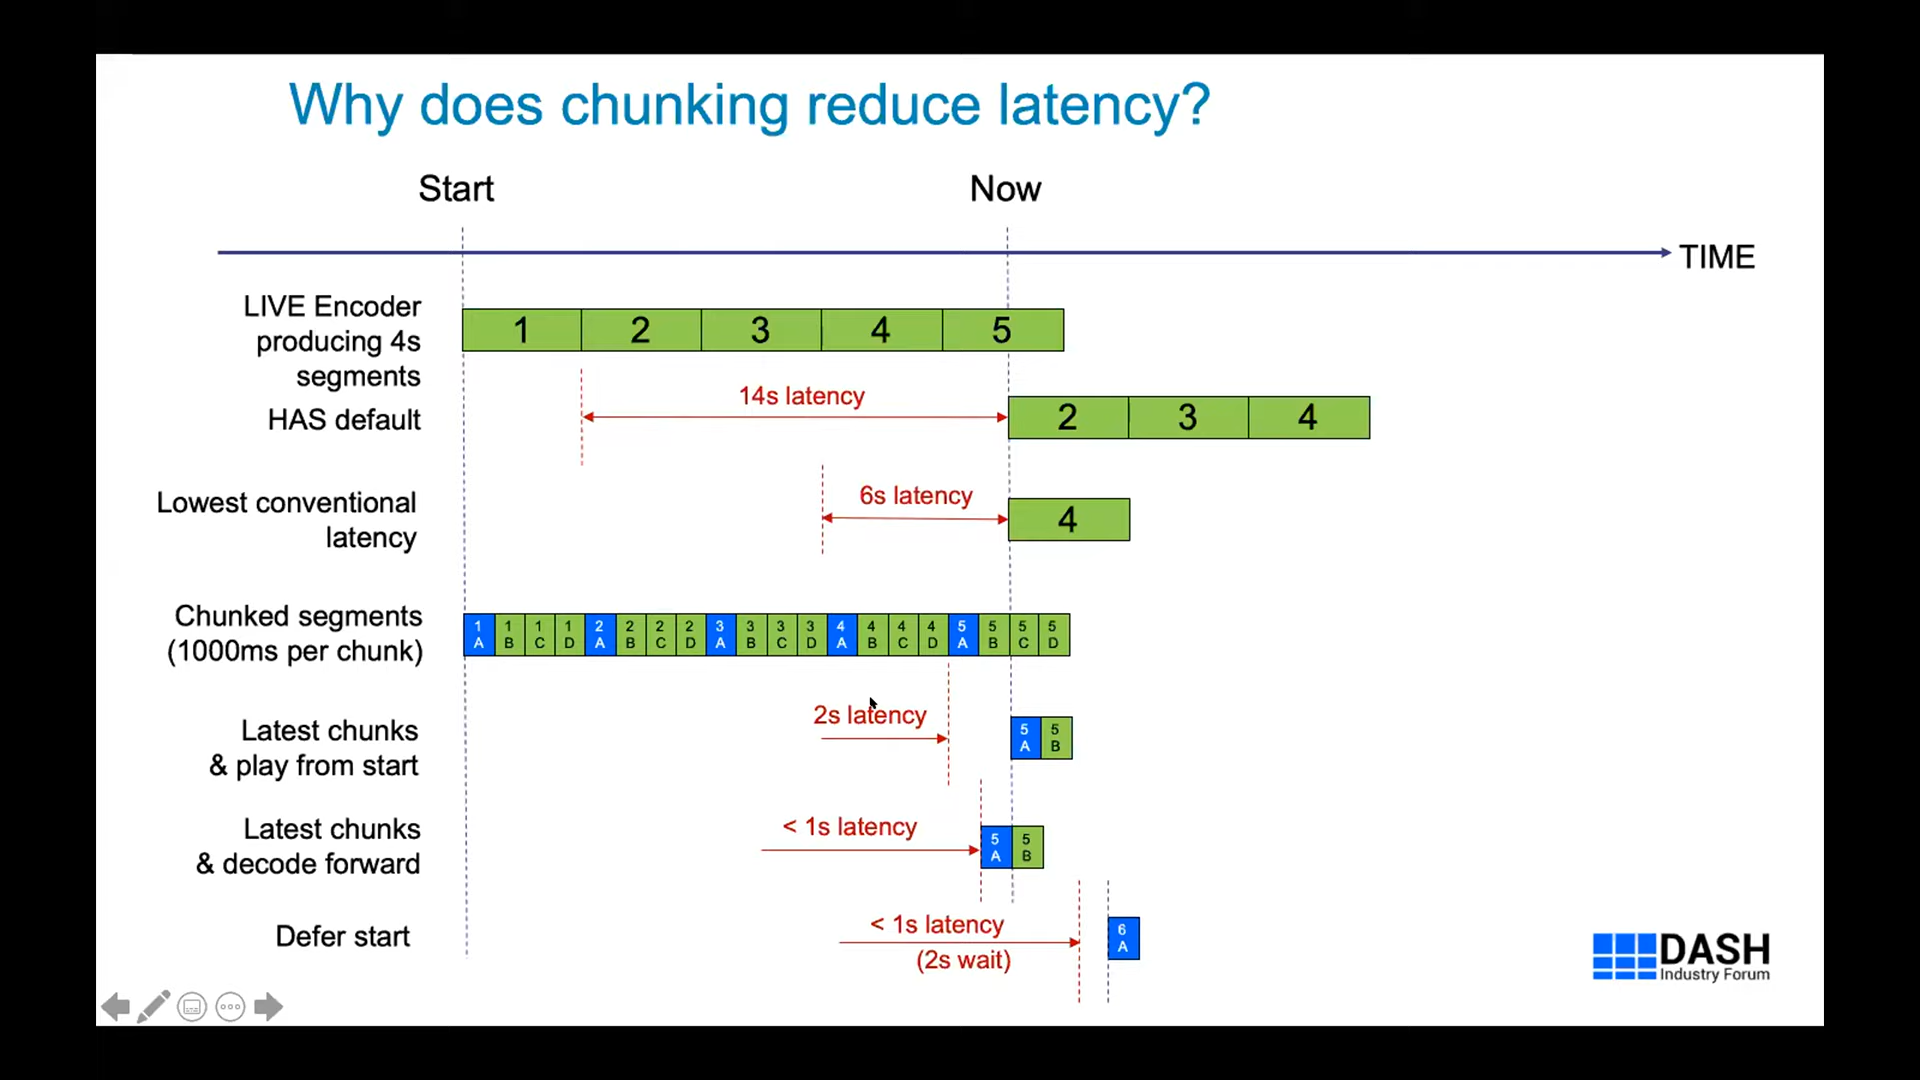 Why does chunking reduce latency?
Start
Now
TIME
LIVE Encoder
producing 4s
segments
1 2 3 4 5
HAS default
14s latency
2 3 4
Lowest conventional
latency
6s latency
4
Chunked segments
(1000ms per chunk)
1 1 1 1 2 2 2 2 3 3 3 3 4 4 4 4 5 5 5 5
A B C D A B C D A B C D A B C D A B C D
Latest chunks
& play from start
2s latency
5 5
A B
Latest chunks
& decode forward
< 1s latency
5 5
A B
Defer start
< 1s latency
(2s wait)
6
A
DASH
Industry Forum